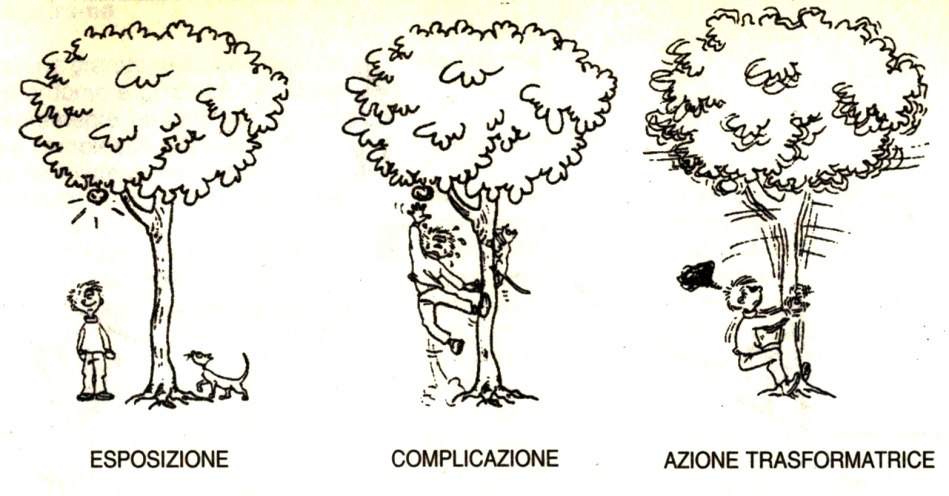 ESPOSIZIONE
COMPLICAZIONE
AZIONE TRASFORMATRICE